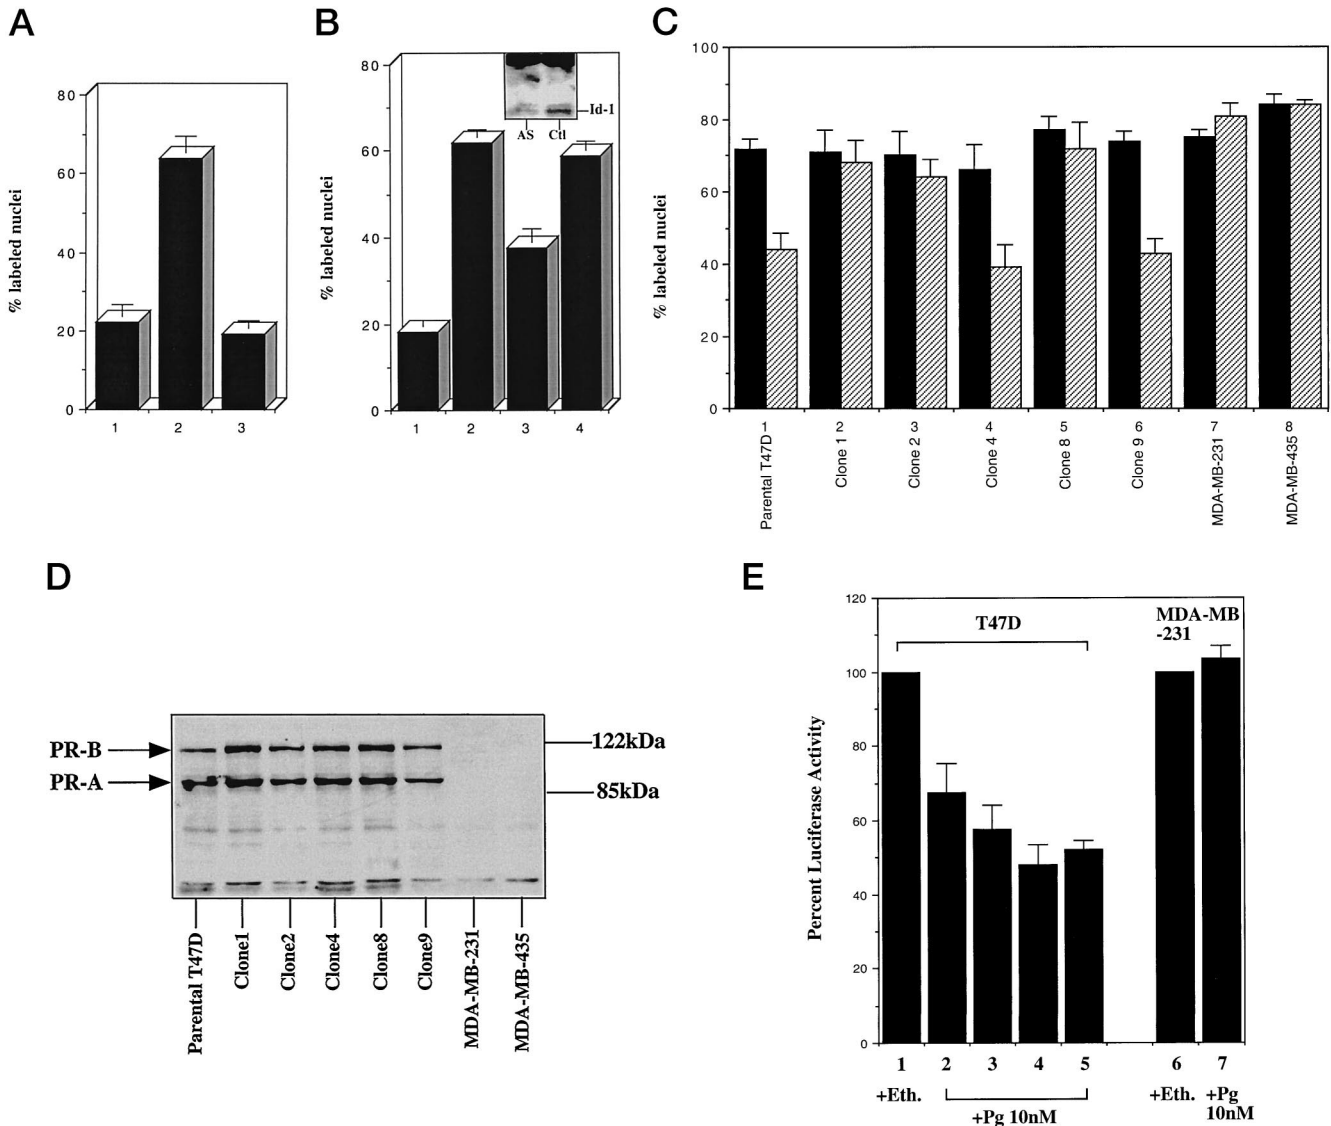 A
% labeled nuclei
80
60
40
20
0
1 2 3
B
% labeled nuclei
80
60
40
20
0
Id-1
AS Ctl
1 2 3 4
C
% labeled nuclei
100
80
60
40
20
0
1 2 3 4 5 6 7 8
Parental T47D
Clone 1
Clone 2
Clone 4
Clone 8
Clone 9
MDA-MB-231
MDA-MB-435
D
PR-B
PR-A
122kDa
85kDa
Parental T47D
Clone1
Clone2
Clone4
Clone8
Clone9
MDA-MB-231
MDA-MB-435
E
Percent Luciferase Activity
120
100
80
60
40
20
0
T47D
MDA-MB
-231
1 2 3 4 5 6 7
+Eth.
+Pg 10nM
+Eth.
+Pg
10nM